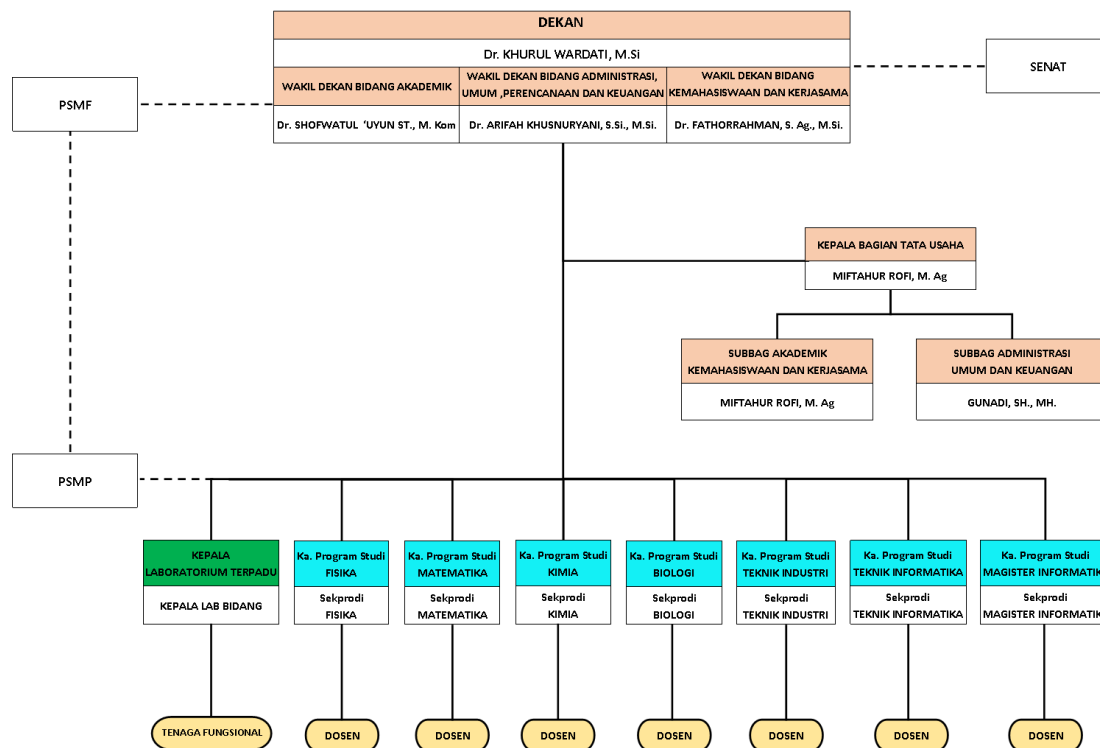 DEKAN
Dr. KHURUL WARDATI, M.Si
WAKIL DEKAN BIDANG AKADEMIK
WAKIL DEKAN BIDANG ADMINISTRASI,
UMUM ,PERENCANAAN DAN KEUANGAN
WAKIL DEKAN BIDANG
KEMAHASISWAAN DAN KERJASAMA
Dr. SHOFWATUL ‘UYUN ST., M. Kom
Dr. ARIFAH KHUSNURYANI, S.Si., M.Si.
Dr. FATHORRAHMAN, S. Ag., M.Si.
SENAT
PSMF
KEPALA BAGIAN TATA USAHA
MIFTAHUR ROFI, M. Ag
SUBBAG AKADEMIK
KEMAHASISWAAN DAN KERJASAMA
MIFTAHUR ROFI, M. Ag
SUBBAG ADMINISTRASI
UMUM DAN KEUANGAN
GUNADI, SH., MH.
PSMP
KEPALA
LABORATORIUM TERPADU
KEPALA LAB BIDANG
Ka. Program Studi
FISIKA
Sekprodi
FISIKA
Ka. Program Studi
MATEMATIKA
Sekprodi
MATEMATIKA
Ka. Program Studi
KIMIA
Sekprodi
KIMIA
Ka. Program Studi
BIOLOGI
Sekprodi
BIOLOGI
Ka. Program Studi
TEKNIK INDUSTRI
Sekprodi
TEKNIK INDUSTRI
Ka. Program Studi
TEKNIK INFORMATIKA
Sekprodi
TEKNIK INFORMATIKA
Ka. Program Studi
MAGISTER INFORMATIK
Sekprodi
MAGISTER INFORMATIK
TENAGA FUNGSIONAL
DOSEN
DOSEN
DOSEN
DOSEN
DOSEN
DOSEN
DOSEN